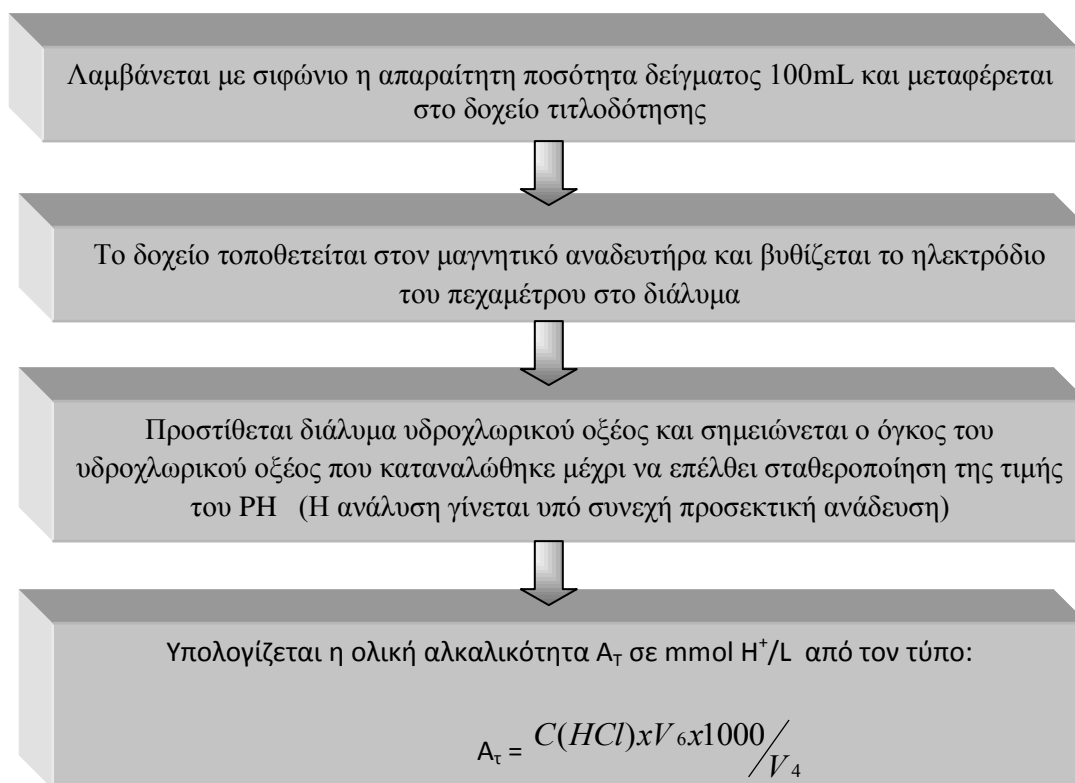 Λαμβάνεται με σιφώνιο η απαραίτητη ποσότητα δείγματος 100mL και μεταφέρεται
στο δοχείο τιτλοδότησης
Το δοχείο τοποθετείται στον μαγνητικό αναδευτήρα και βυθίζεται το ηλεκτρόδιο
του πεχαμέτρου στο διάλυμα
Προστίθεται διάλυμα υδροχλωρικού οξέος και σημειώνεται ο όγκος του
υδροχλωρικού οξέος που καταναλώθηκε μέχρι να επέλθει σταθεροποίηση της τιμής
του PH (Η ανάλυση γίνεται υπό συνεχή προσεκτική ανάδευση)
Υπολογίζεται η ολική αλκαλικότητα A_T σε mmol H⁺/L από τον τύπο:
A_τ = C(HCl)xV₆x1000/V₄